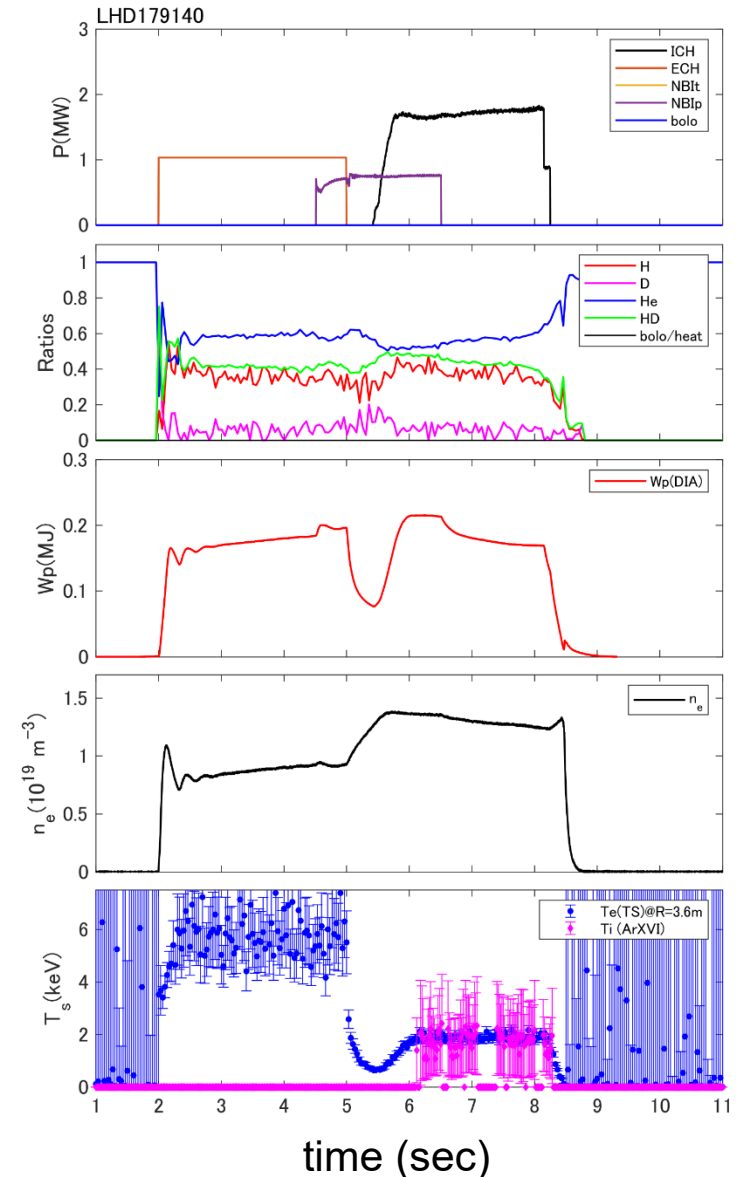 LHD179140
3
2
1
0
P(MW)
ICH
ECH
NBIt
NBIp
bolo
1
0.8
0.6
0.4
0.2
0
Ratios
H
D
He
HD
bolo/heat
0.3
0.2
0.1
0
Wp(MJ)
Wp(DIA)
1.5
1
0.5
0
n_e(10^19 m^-3)
n_e
6
4
2
0
T_s(keV)
Te(TS)@R=3.6m
Ti (ArXVI)
1 2 3 4 5 6 7 8 9 10 11
time (sec)